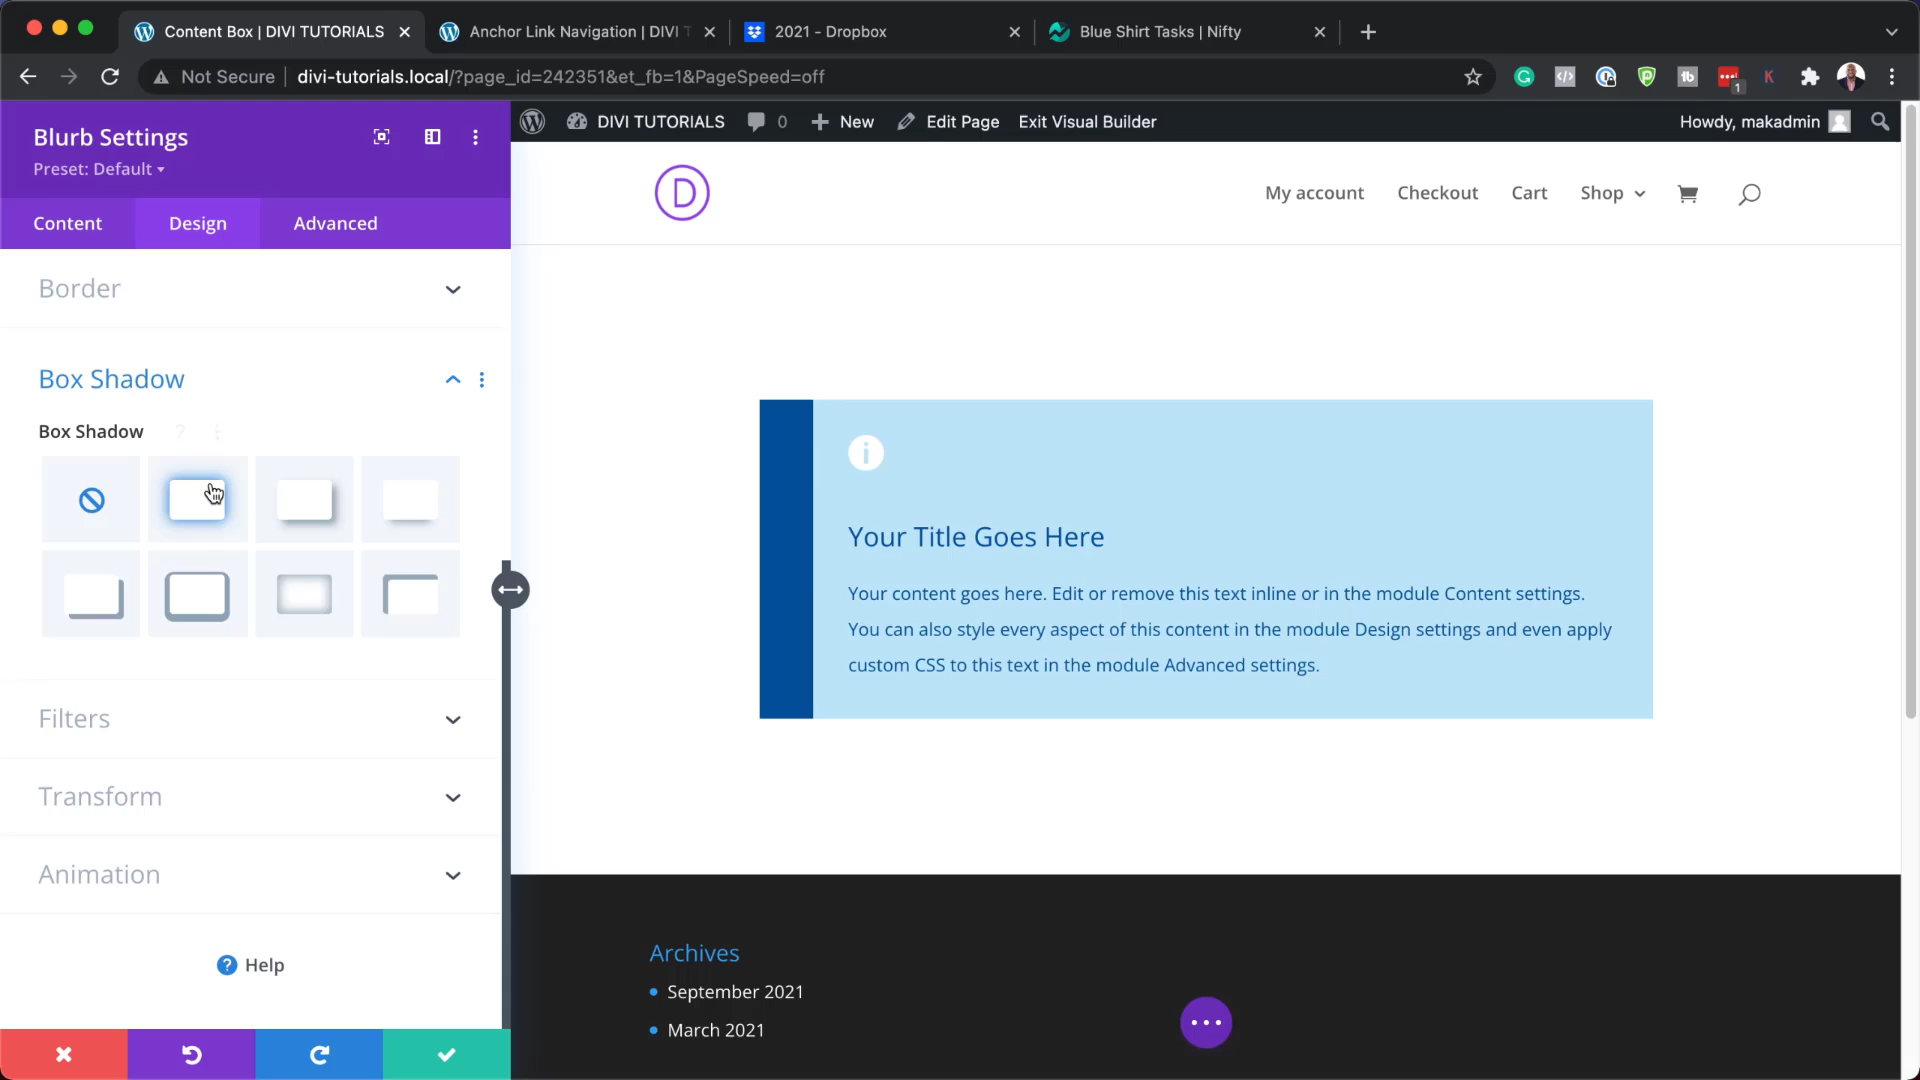 Content Box | DIVI TUTORIALS
Anchor Link Navigation | DIVI
2021 - Dropbox
Blue Shirt Tasks | Nifty
Not Secure
divi-tutorials.local/?page_id=242351&et_fb=1&PageSpeed=off
1
Blurb Settings
Preset: Default
Content
Design
Advanced
Border
Box Shadow
Box Shadow
?
Filters
Transform
Animation
? Help
DIVI TUTORIALS
0
New
Edit Page
Exit Visual Builder
Howdy, makadmin
D
My account
Checkout
Cart
Shop
Your Title Goes Here
Your content goes here. Edit or remove this text inline or in the module Content settings.
You can also style every aspect of this content in the module Design settings and even apply
custom CSS to this text in the module Advanced settings.
Archives
September 2021
March 2021